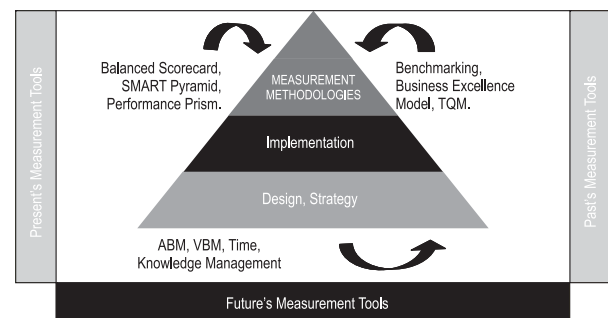 Present's Measurement Tools
Balanced Scorecard,
SMART Pyramid,
Performance Prism.
MEASUREMENT
METHODOLOGIES
Benchmarking,
Business Excellence
Model, TQM.
Past's Measurement Tools
Implementation
Design, Strategy
ABM, VBM, Time,
Knowledge Management
Future's Measurement Tools